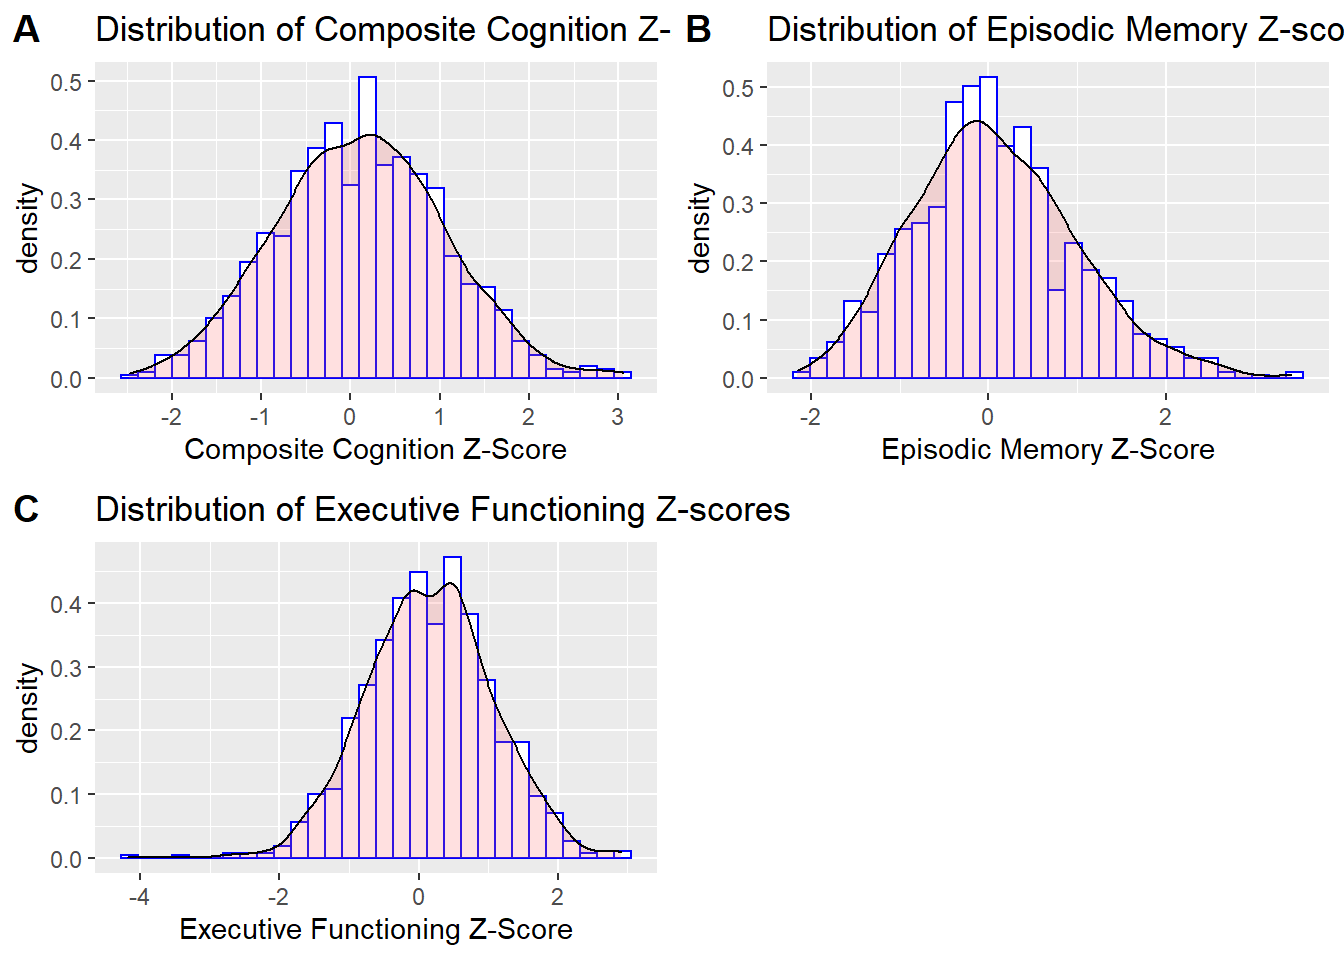 A Distribution of Composite Cognition Z-
0.5
0.4
0.3
0.2
0.1
0.0
density
-2 -1 0 1 2 3
Composite Cognition Z-Score
B Distribution of Episodic Memory Z-sco
0.5
0.4
0.3
0.2
0.1
0.0
density
-2 0 2
Episodic Memory Z-Score
C Distribution of Executive Functioning Z-scores
0.4
0.3
0.2
0.1
0.0
density
-4 -2 0 2
Executive Functioning Z-Score